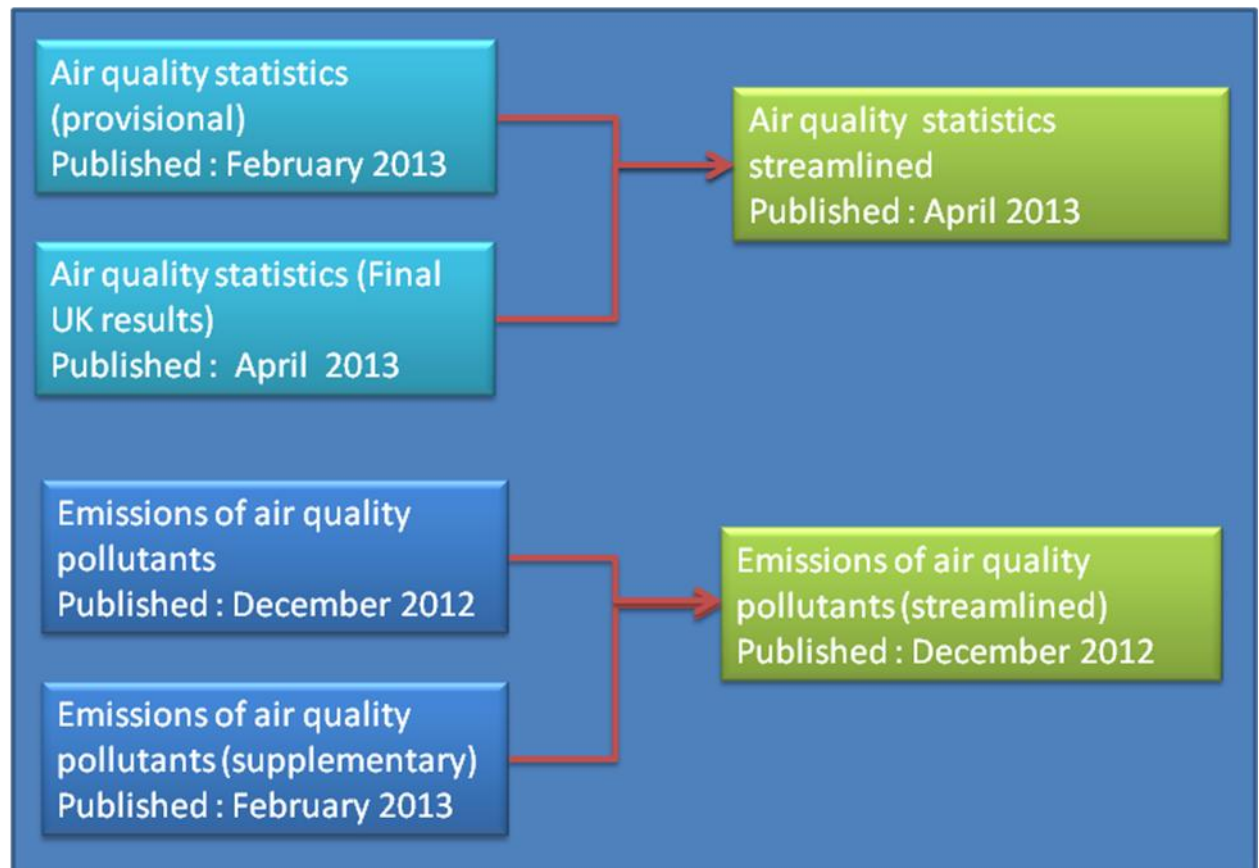 Air quality statistics
(provisional)
Published : February 2013
Air quality statistics (Final
UK results)
Published :  April  2013
Air quality  statistics
streamlined
Published : April 2013
Emissions of air quality
pollutants
Published : December 2012
Emissions of air quality
pollutants (supplementary)
Published : February 2013
Emissions of air quality
pollutants (streamlined)
Published : December 2012